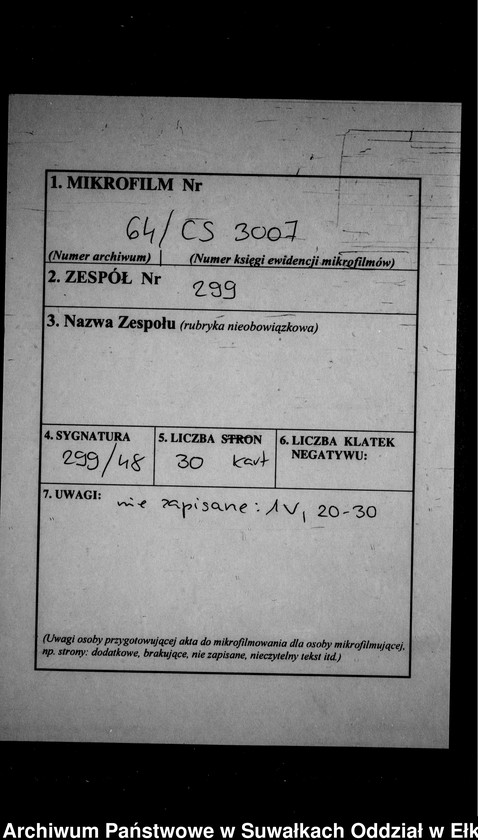 1. MIKROFILM Nr
64/CS 3007
(Numer archiwum) (Numer księgi ewidencji mikrofilmów)
2. ZESPÓŁ Nr
299
3. Nazwa Zespołu (rubryka nieobowiązkowa)
4. SYGNATURA
299/48
5. LICZBA STRON
30 kart
6. LICZBA KLATEK
NEGATYWU:
7. UWAGI:
nie zapisane: 1V, 20-30
(Uwagi osoby przygotowującej akta do mikrofilmowania dla osoby mikrofilmującej,
np. strony: dodatkowe, brakujące, nie zapisane, nieczytelny tekst itd.)
Archiwum Państwowe w Suwałkach Oddział w Ełk